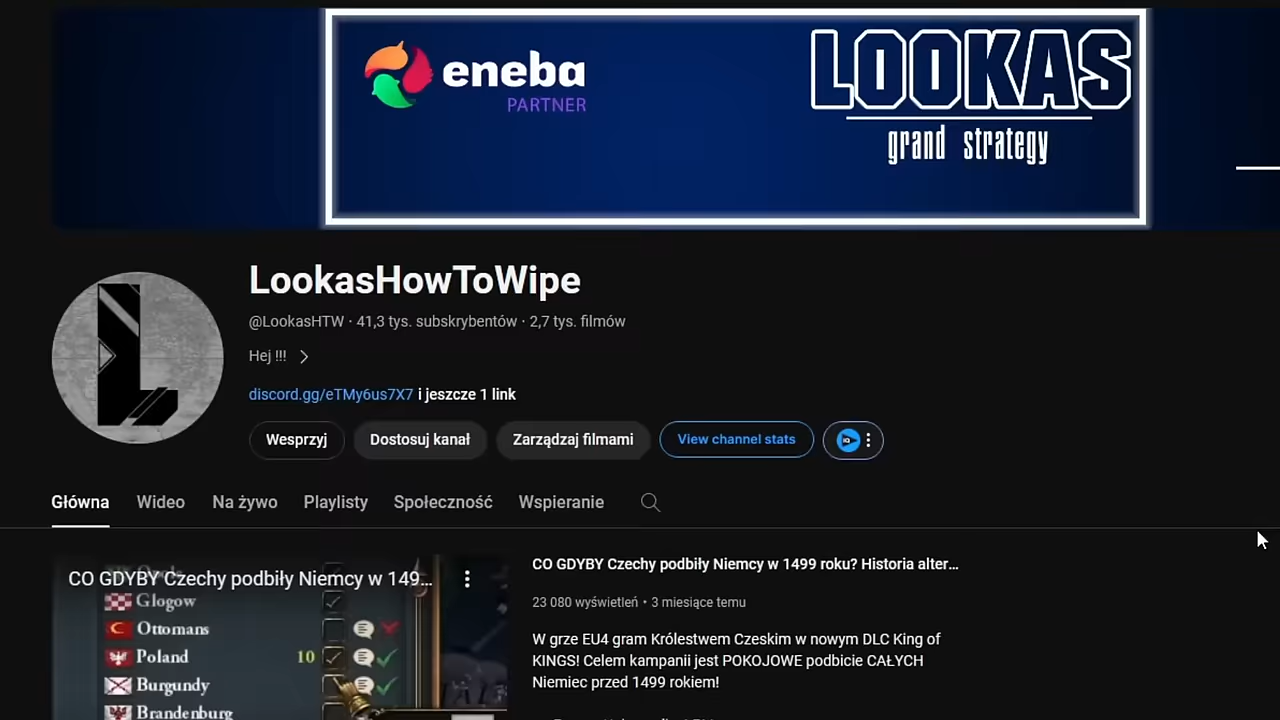 eneba
PARTNER
LOOKAS
grand strategy
LookasHowToWipe
@LookasHTW · 41,3 tys. subskrybentów · 2,7 tys. filmów
Hej !!!
discord.gg/eTMy6us7X7 i jeszcze 1 link
Wesprzyj
Dostosuj kanał
Zarządzaj filmami
View channel stats
Główna
Wideo
Na żywo
Playlisty
Społeczność
Wspieranie
CO GDYBY Czechy podbiły Niemcy w 149...
Glogow
Ottomans
Poland 10
Burgundy
Brandenburg
CO GDYBY Czechy podbiły Niemcy w 1499 roku? Historia alter...
23 080 wyświetleń • 3 miesiące temu
W grze EU4 gram Królestwem Czeskim w nowym DLC King of
KINGS! Celem kampanii jest POKOJOWE podbicie CAŁYCH
Niemiec przed 1499 rokiem!